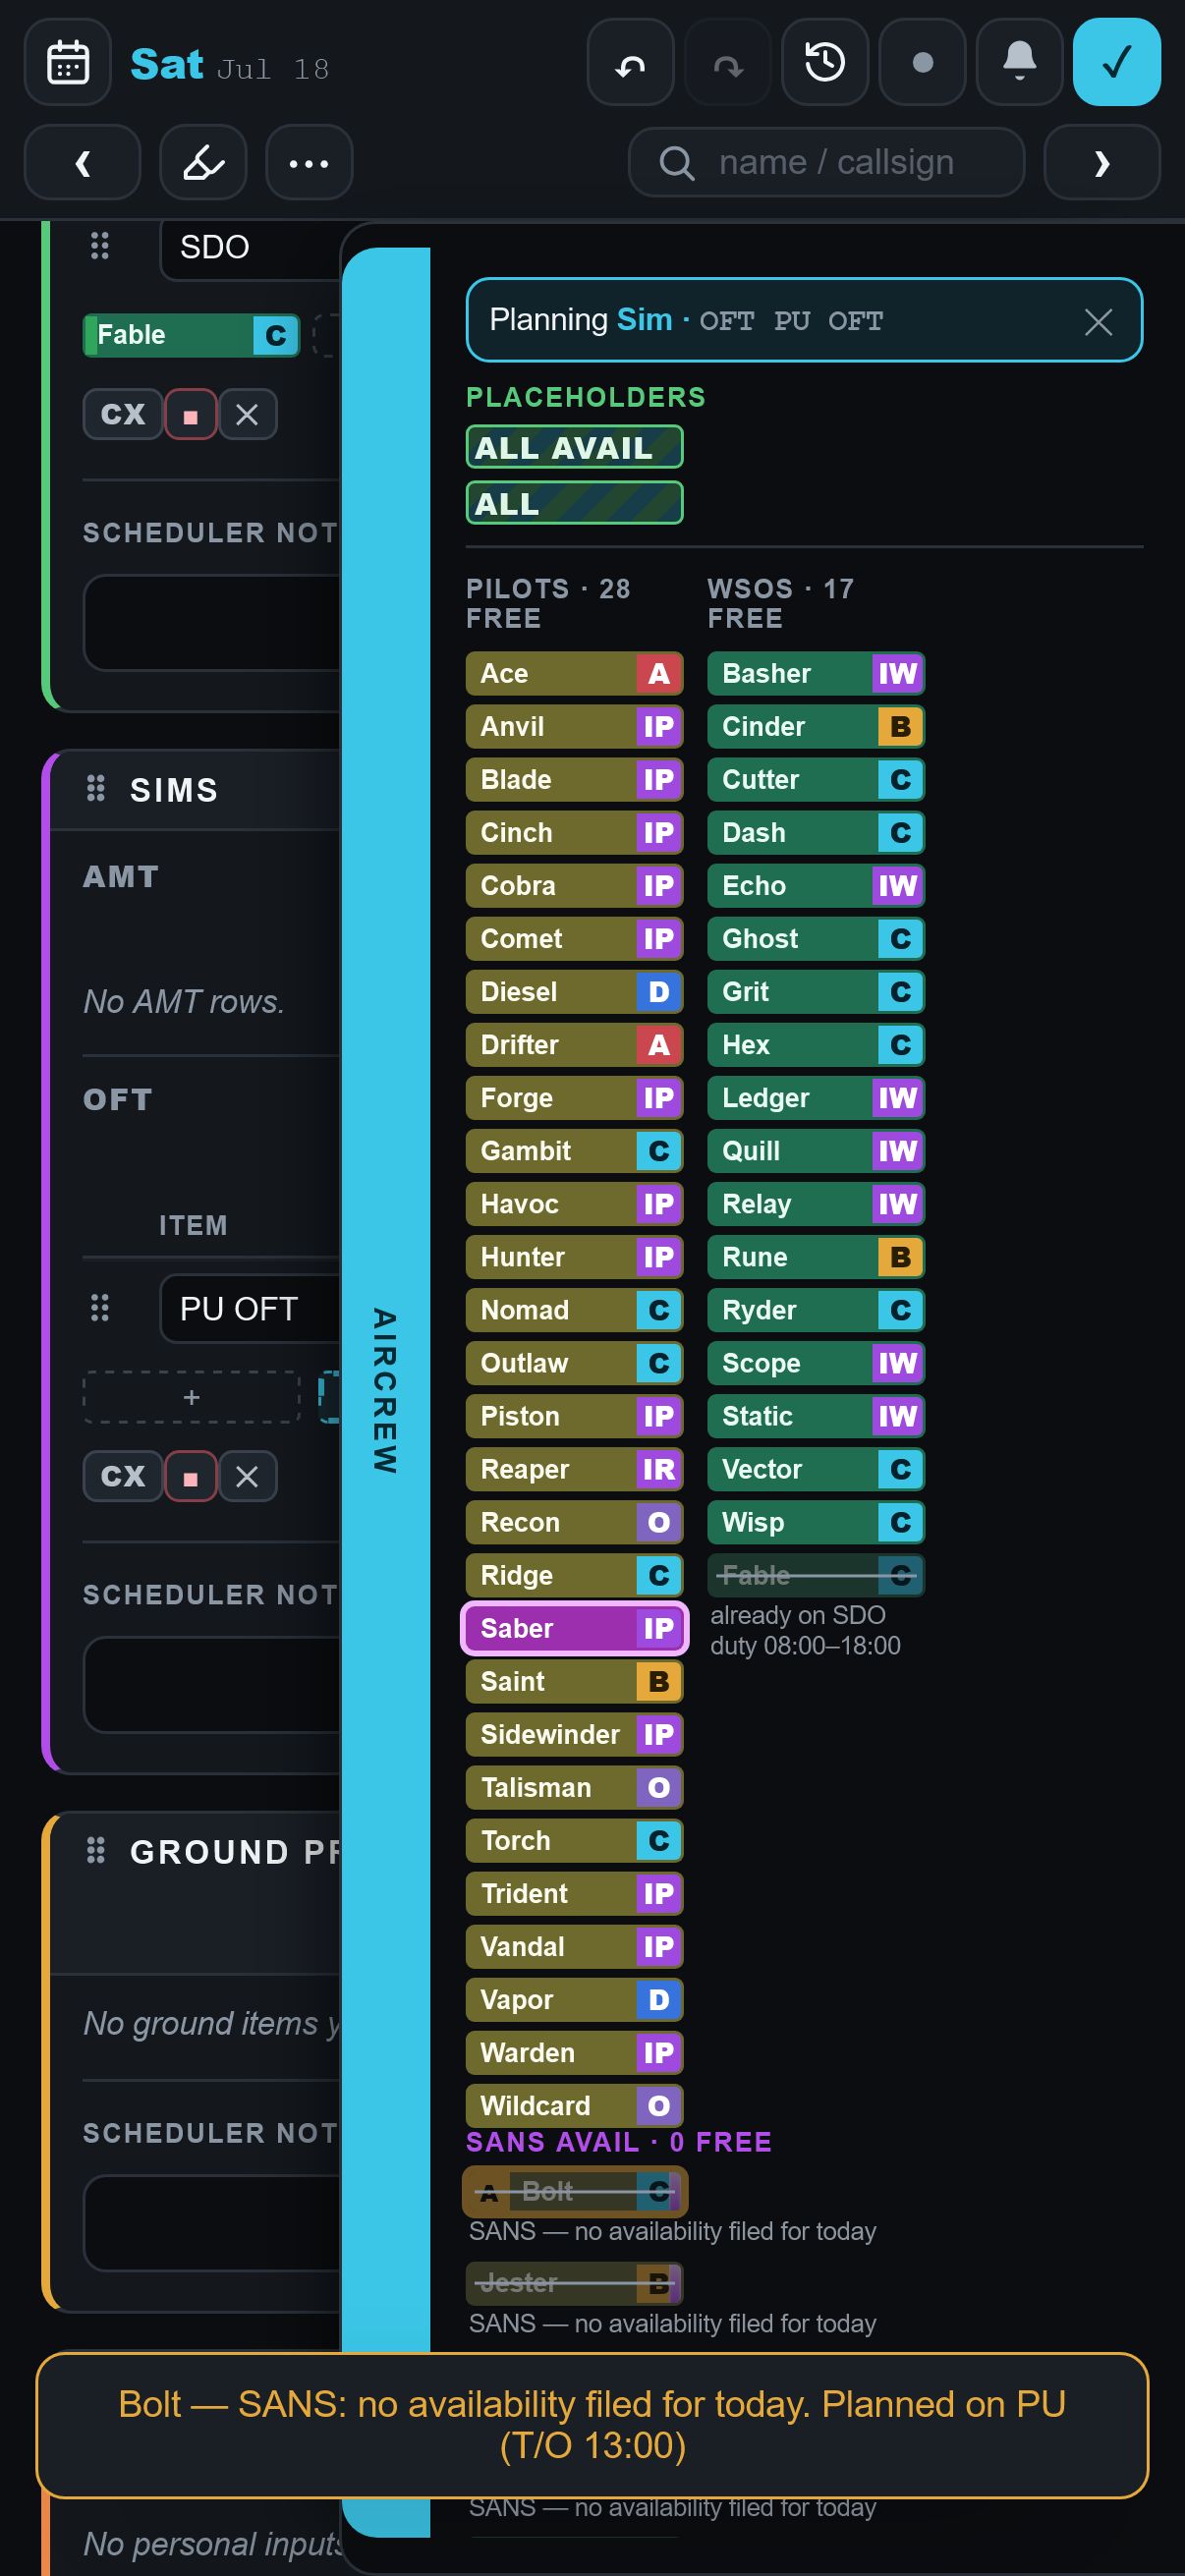 Sat Jul 18
name / callsign
SDO
Fable C
CX
SCHEDULER NOT
SIMS
AMT
No AMT rows.
OFT
ITEM
PU OFT
+
CX
SCHEDULER NOT
GROUND PR
No ground items y
SCHEDULER NOT
No personal inputs
AIRCREW
Planning Sim · OFT PU OFT
PLACEHOLDERS
ALL AVAIL
ALL
PILOTS · 28 FREE
Ace A
Anvil IP
Blade IP
Cinch IP
Cobra IP
Comet IP
Diesel D
Drifter A
Forge IP
Gambit C
Havoc IP
Hunter IP
Nomad C
Outlaw C
Piston IP
Reaper IR
Recon O
Ridge C
Saber IP
Saint B
Sidewinder IP
Talisman O
Torch C
Trident IP
Vandal IP
Vapor D
Warden IP
Wildcard O
WSOS · 17 FREE
Basher IW
Cinder B
Cutter C
Dash C
Echo IW
Ghost C
Grit C
Hex C
Ledger IW
Quill IW
Relay IW
Rune B
Ryder C
Scope IW
Static IW
Vector C
Wisp C
Fable C
already on SDO
duty 08:00–18:00
SANS AVAIL · 0 FREE
A Bolt C
SANS — no availability filed for today
Jester B
SANS — no availability filed for today
Bolt — SANS: no availability filed for today. Planned on PU
(T/O 13:00)
SANS — no availability filed for today